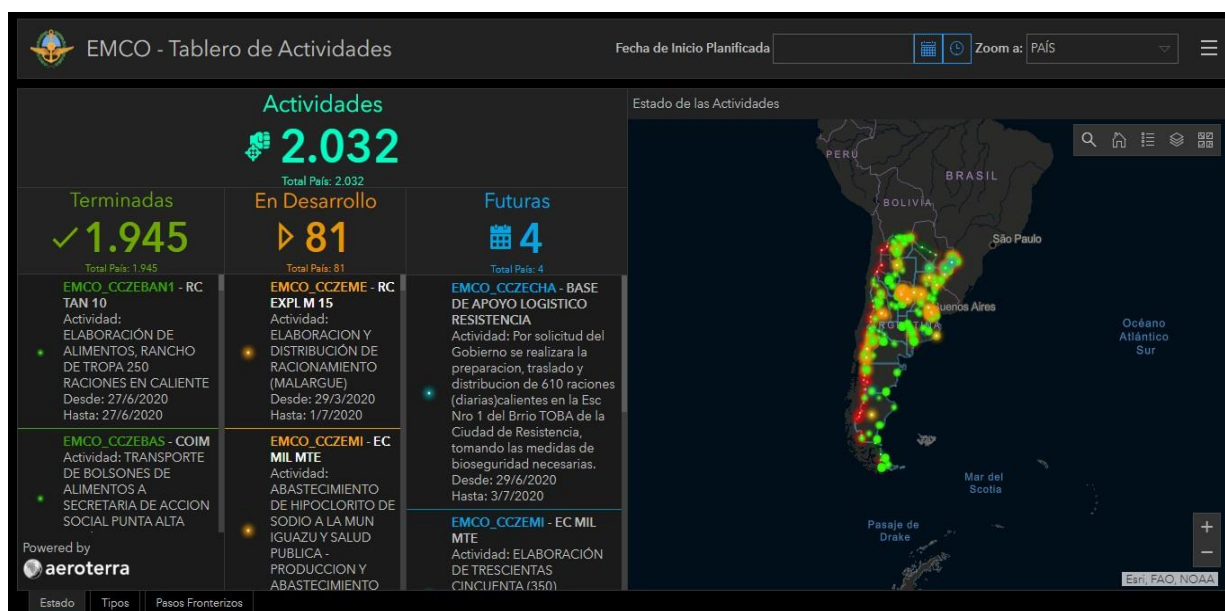 EMCO - Tablero de Actividades
Fecha de Inicio Planificada
Zoom a:
PAÍS
Actividades
2.032
Total País: 2.032
Terminadas
1.945
Total País: 1.945
EMCO_CCZEBAN1 - RC
TAN 10
Actividad:
ELABORACIÓN DE
ALIMENTOS, RANCHO
DE TROPA 250
RACIONES EN CALIENTE
Desde: 27/6/2020
Hasta: 27/6/2020
EMCO_CCZEBAS - COIM
Actividad: TRANSPORTE
DE BOLSONES DE
ALIMENTOS A
SECRETARIA DE ACCION
SOCIAL PUNTA ALTA
Powered by
aeroterra
En Desarrollo
81
Total País: 81
EMCO_CCZEME - RC
EXPL M 15
Actividad:
ELABORACION Y
DISTRIBUCIÓN DE
RACIONAMIENTO
(MALARGUE)
Desde: 29/3/2020
Hasta: 1/7/2020
EMCO_CCZEMI - EC
MIL MTE
Actividad:
ABASTECIMIENTO
DE HIPOCLORITO DE
SODIO A LA MUN
IGUAZU Y SALUD
PUBLICA -
PRODUCCION Y
ABASTECIMIENTO
Futuras
4
Total País: 4
EMCO_CCZECHA - BASE
DE APOYO LOGISTICO
RESISTENCIA
Actividad: Por solicitud del
Gobierno se realizara la
preparacion, traslado y
distribucion de 610 raciones
(diarias)calientes en la Esc
Nro 1 del Brrio TOBA de la
Ciudad de Resistencia,
tomando las medidas de
bioseguridad necesarias.
Desde: 29/6/2020
Hasta: 3/7/2020
EMCO_CCZEMI - EC MIL
MTE
Actividad: ELABORACIÓN
DE TRESCIENTAS
CINCUENTA (350)
Estado de las Actividades
PERÚ
BRASIL
BOLIVIA
São Paulo
Buenos Aires
ARGENTINA
Océano
Atlántico
Sur
Mar del
Scotia
Pasaje de
Drake
+
−
Esri, FAO, NOAA
Estado
Tipos
Pasos Fronterizos